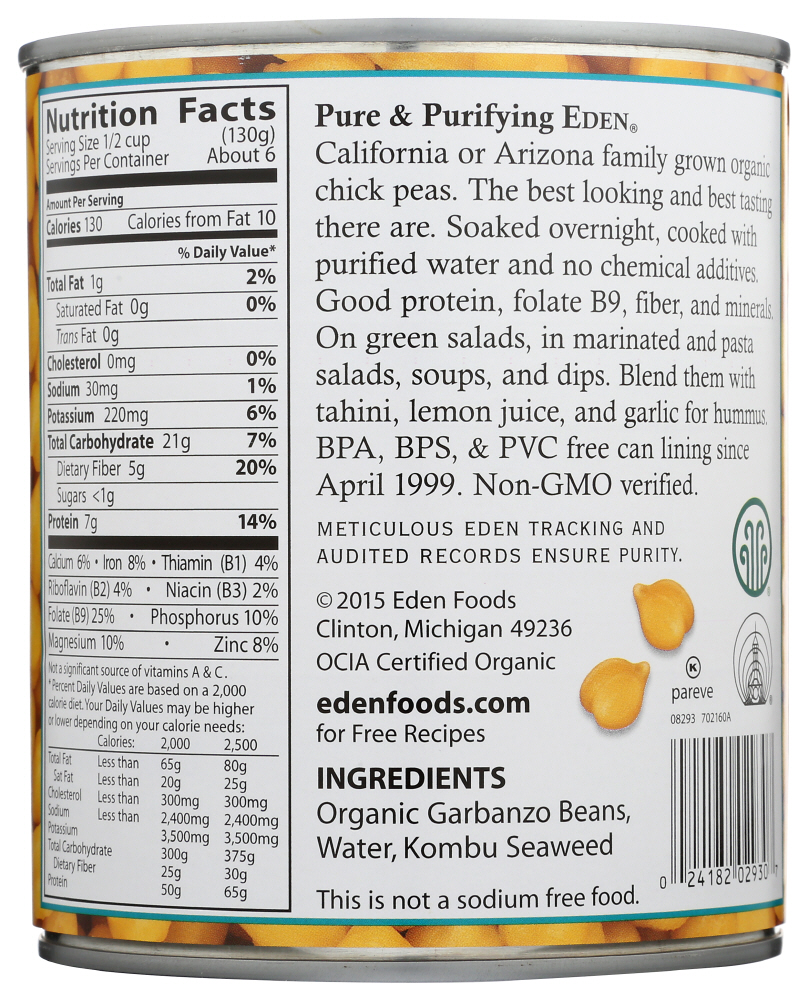 Nutrition Facts
Serving Size 1/2 cup (130g)
Servings Per Container About 6
Amount Per Serving
Calories 130 Calories from Fat 10
% Daily Value*
Total Fat 1g 2%
Saturated Fat 0g 0%
Trans Fat 0g
Cholesterol 0mg 0%
Sodium 30mg 1%
Potassium 220mg 6%
Total Carbohydrate 21g 7%
Dietary Fiber 5g 20%
Sugars <1g
Protein 7g 14%
Calcium 6% • Iron 8% • Thiamin (B1) 4%
Riboflavin (B2) 4% • Niacin (B3) 2%
Folate (B9) 25% • Phosphorus 10%
Magnesium 10% • Zinc 8%
Not a significant source of vitamins A & C.
* Percent Daily Values are based on a 2,000
calorie diet. Your Daily Values may be higher
or lower depending on your calorie needs:
Calories: 2,000 2,500
Total Fat Less than 65g 80g
Sat Fat Less than 20g 25g
Cholesterol Less than 300mg 300mg
Sodium Less than 2,400mg 2,400mg
Potassium 3,500mg 3,500mg
Total Carbohydrate 300g 375g
Dietary Fiber 25g 30g
Protein 50g 65g
Pure & Purifying EDEN®
California or Arizona family grown organic
chick peas. The best looking and best tasting
there are. Soaked overnight, cooked with
purified water and no chemical additives.
Good protein, folate B9, fiber, and minerals.
On green salads, in marinated and pasta
salads, soups, and dips. Blend them with
tahini, lemon juice, and garlic for hummus.
BPA, BPS, & PVC free can lining since
April 1999. Non-GMO verified.
METICULOUS EDEN TRACKING AND
AUDITED RECORDS ENSURE PURITY.
© 2015 Eden Foods
Clinton, Michigan 49236
OCIA Certified Organic
edenfoods.com
for Free Recipes
INGREDIENTS
Organic Garbanzo Beans,
Water, Kombu Seaweed
This is not a sodium free food.
®
K
pareve
®
08293 702160A
0 24182 02930 7